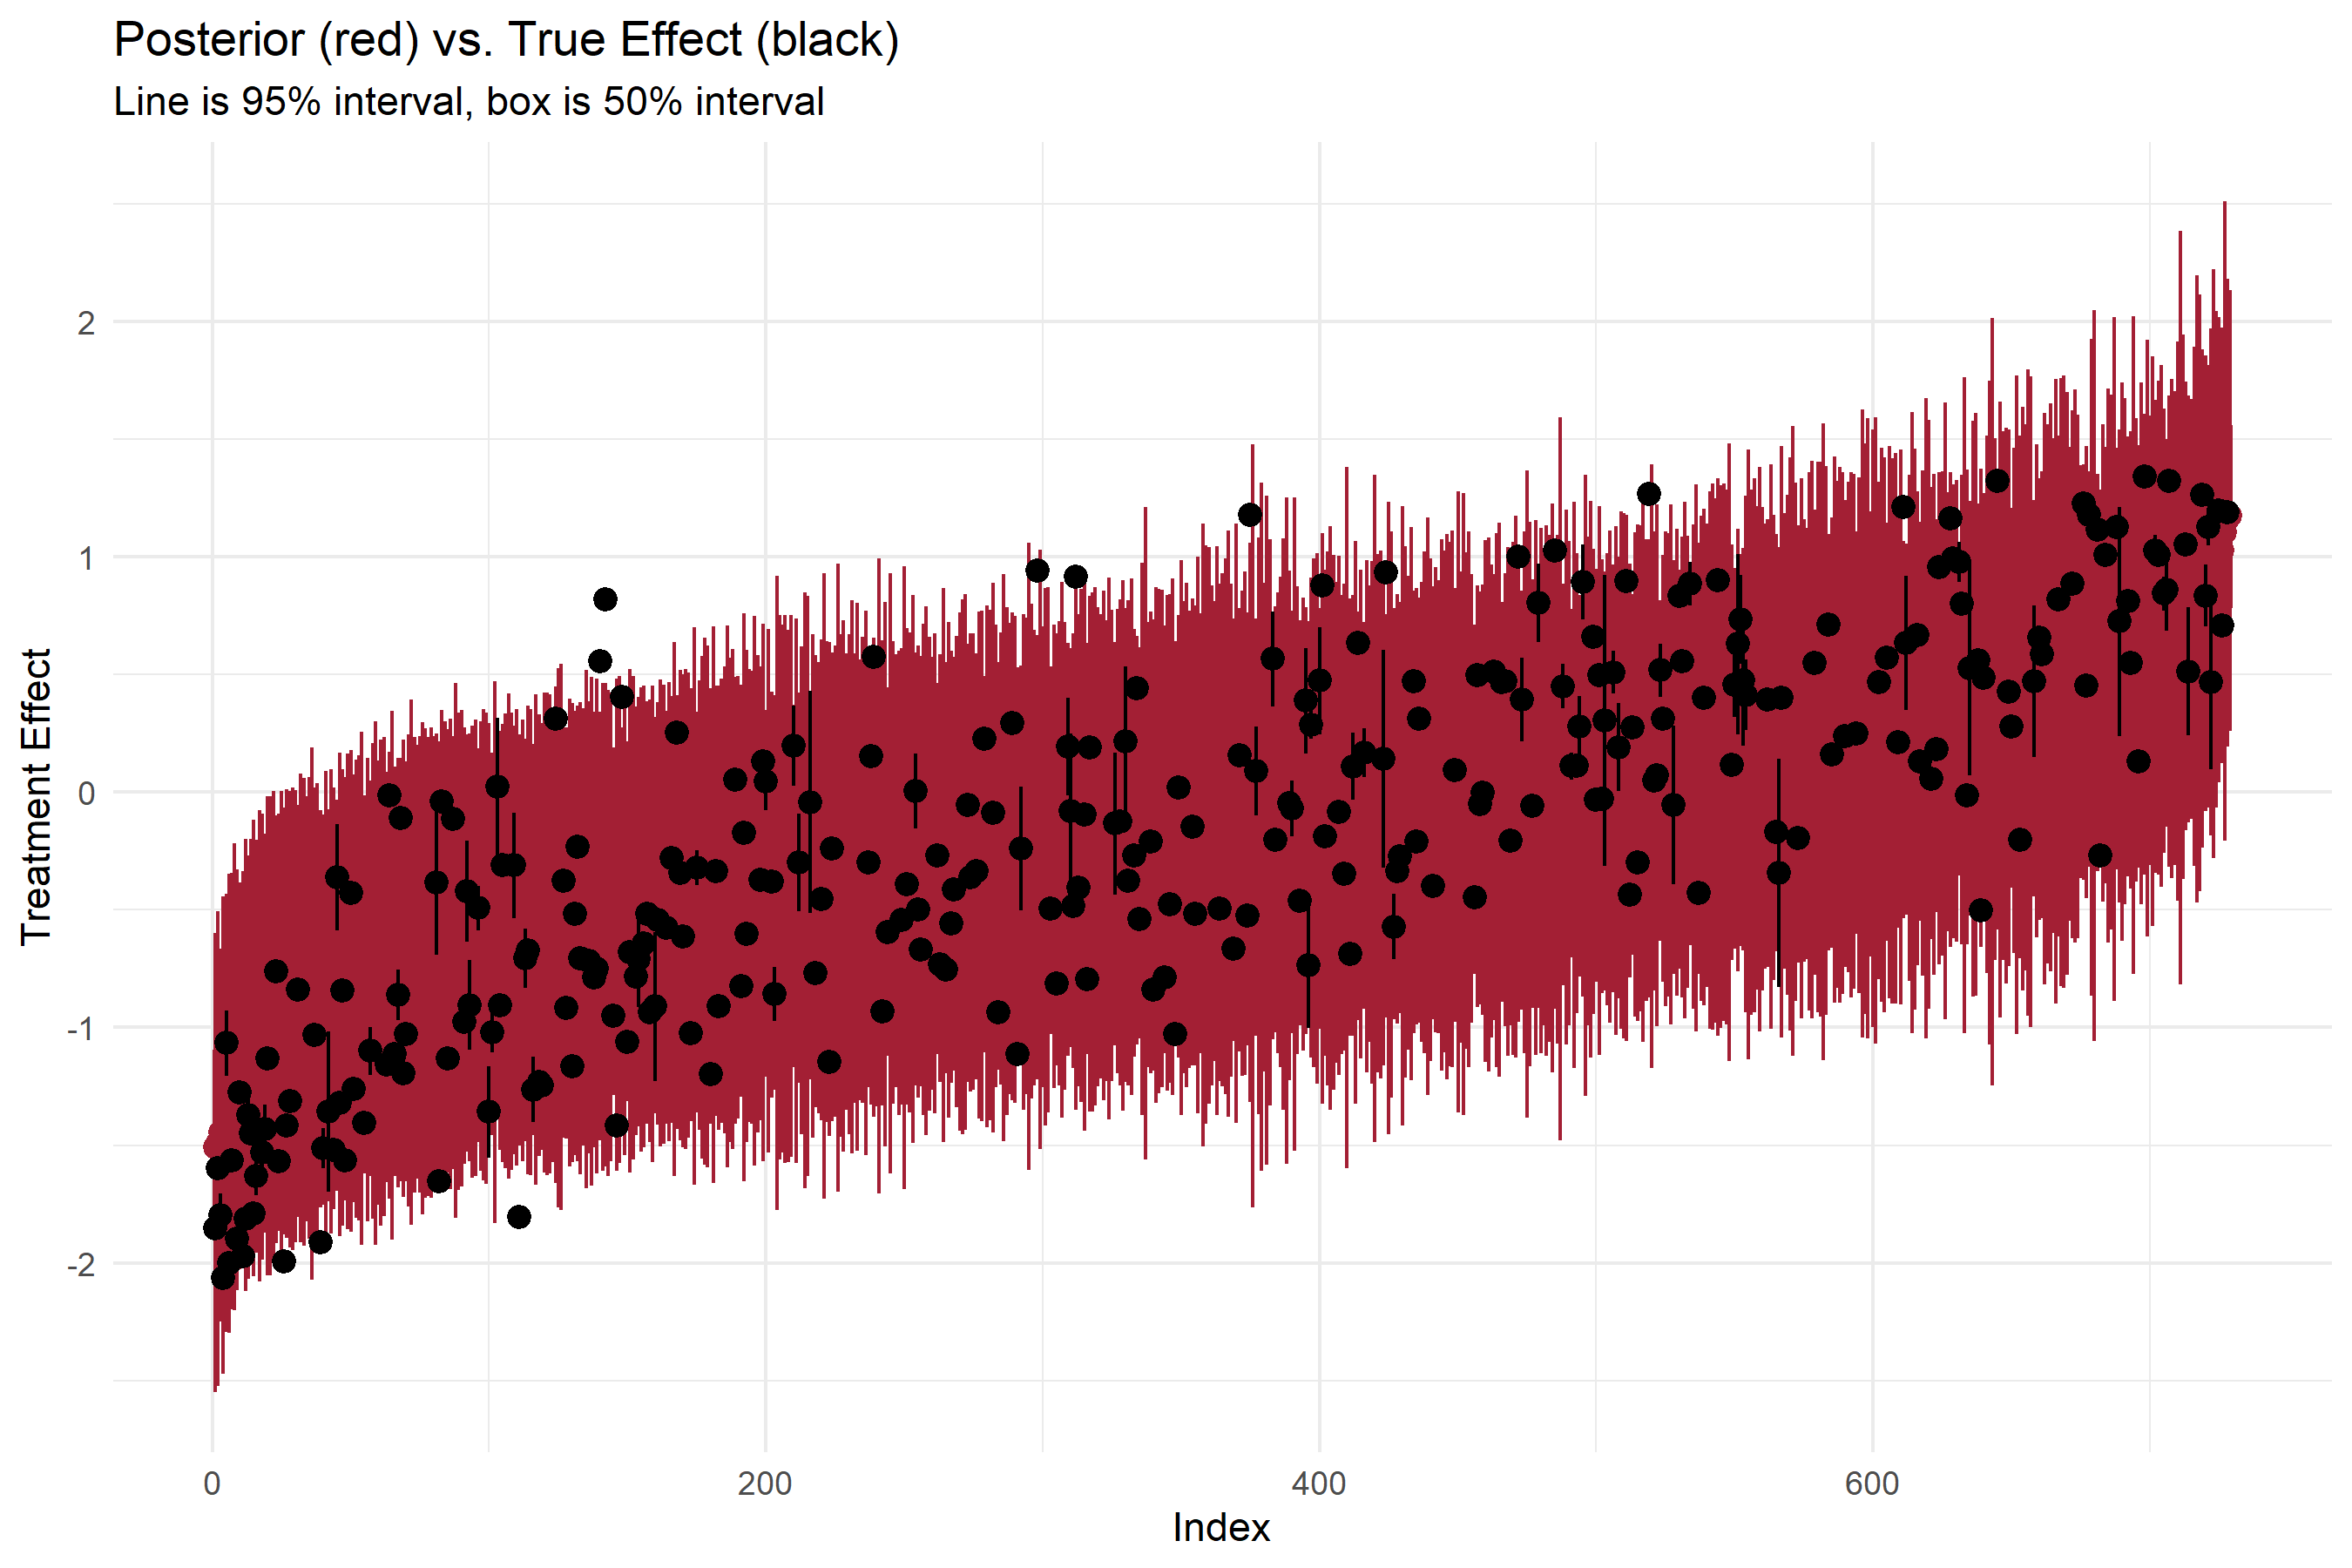 Posterior (red) vs. True Effect (black)
Line is 95% interval, box is 50% interval
Treatment Effect
2
1
0
-1
-2
0
200
400
600
Index